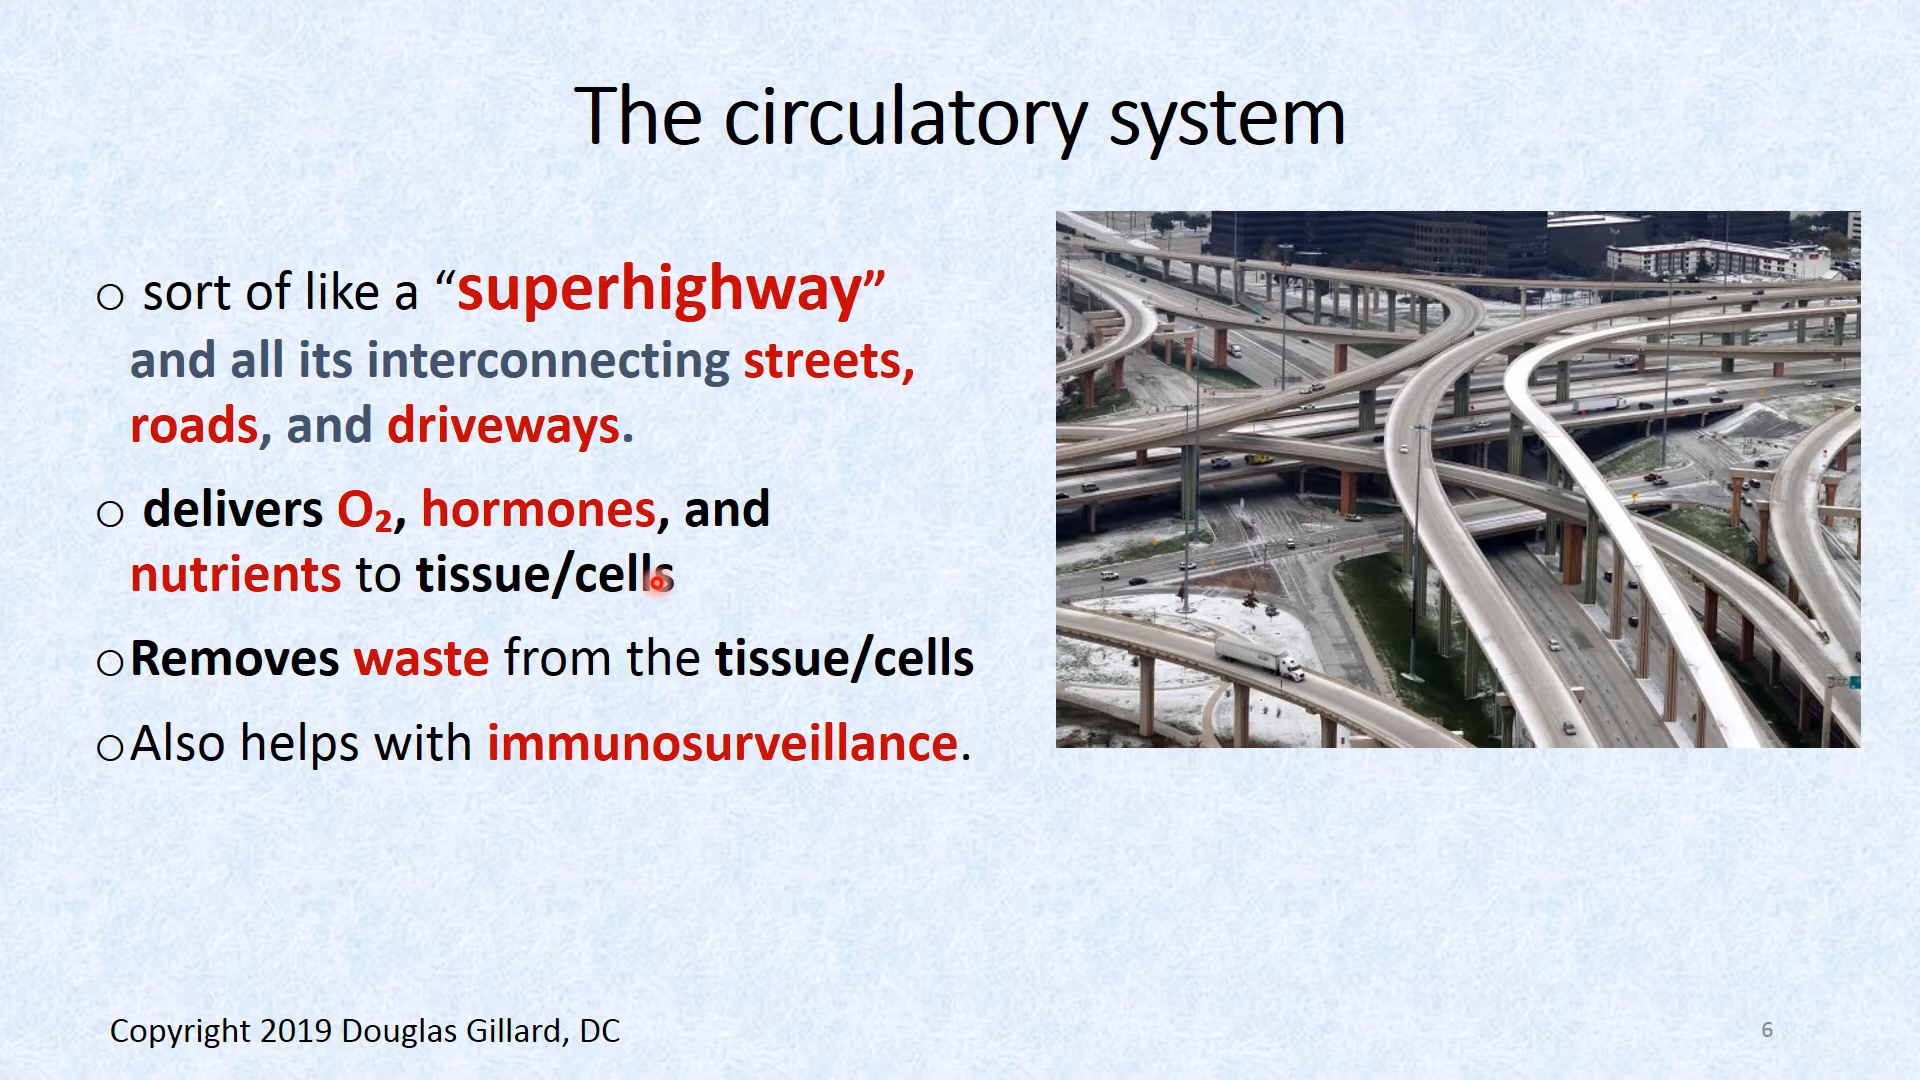 The circulatory system
○ sort of like a “superhighway”
and all its interconnecting streets,
roads, and driveways.
○ delivers O₂, hormones, and
nutrients to tissue/cells
○Removes waste from the tissue/cells
○Also helps with immunosurveillance.
Copyright 2019 Douglas Gillard, DC
6